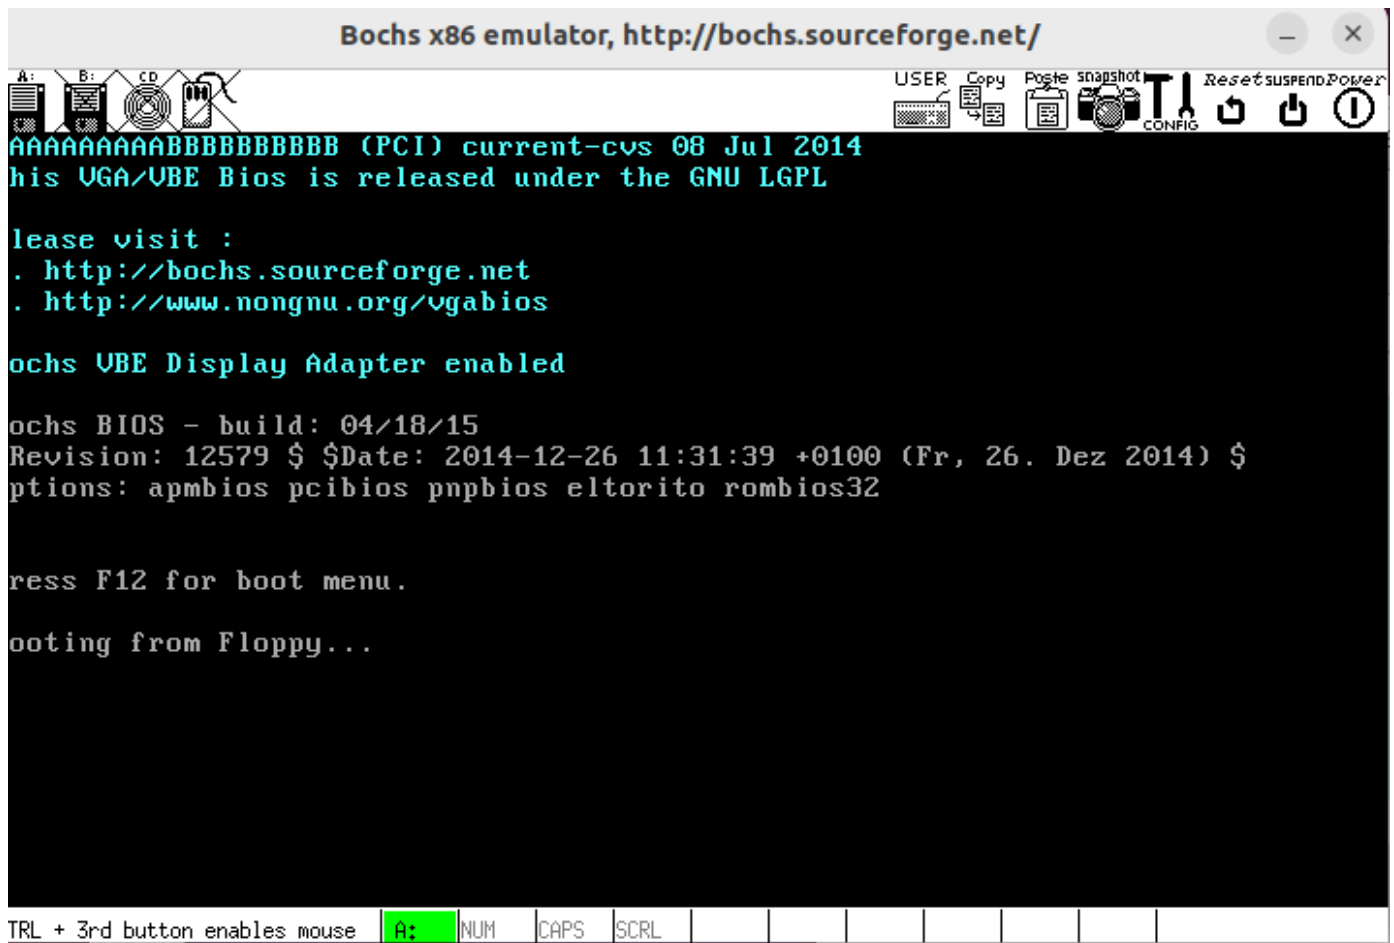 Bochs x86 emulator, http://bochs.sourceforge.net/
A: B: CD USER Copy Paste snapshot CONFIG Reset SUSPEND Power
AAAAAAAAABBBBBBBBBB (PCI) current-cvs 08 Jul 2014
his VGA/VBE Bios is released under the GNU LGPL
lease visit :
. http://bochs.sourceforge.net
. http://www.nongnu.org/vgabios
ochs VBE Display Adapter enabled
ochs BIOS - build: 04/18/15
Revision: 12579 $ $Date: 2014-12-26 11:31:39 +0100 (Fr, 26. Dez 2014) $
ptions: apmbios pcibios pnpbios eltorito rombios32
ress F12 for boot menu.
ooting from Floppy...
TRL + 3rd button enables mouse A: NUM CAPS SCRL